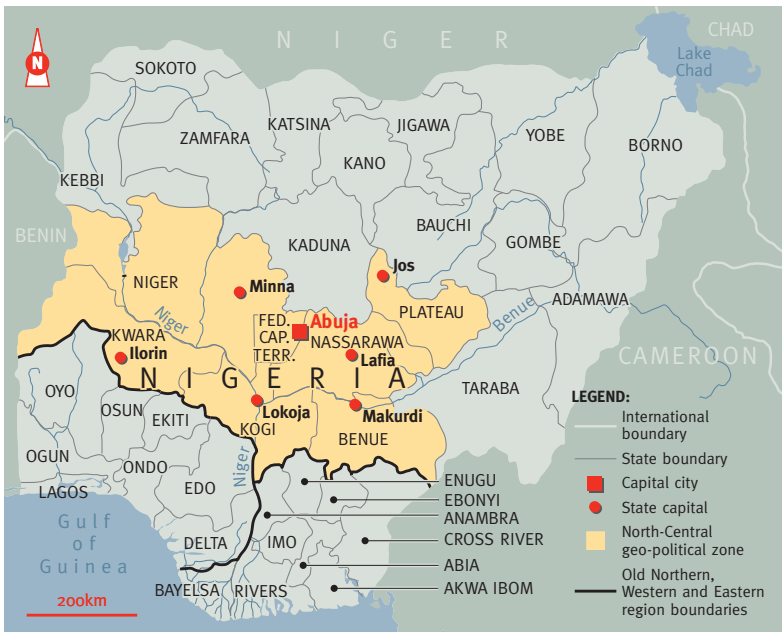 N I G E R
CHAD
Lake
Chad
N
SOKOTO
KATSINA
JIGAWA
YOBE
BORNO
ZAMFARA
KANO
KEBBI
BAUCHI
BENIN
KADUNA
GOMBE
Jos
NIGER
Minna
ADAMAWA
PLATEAU
Niger
Benue
FED.
CAP.
TERR.
Abuja
KWARA
NASSARAWA
Ilorin
Lafia
CAMEROON
N I G E R I A
OYO
TARABA
OSUN
EKITI
Lokoja
Makurdi
KOGI
BENUE
OGUN
ONDO
Niger
EDO
LAGOS
ENUGU
EBONYI
ANAMBRA
Gulf
of
Guinea
DELTA
IMO
CROSS RIVER
ABIA
BAYELSA
RIVERS
AKWA IBOM
200km
LEGEND:
International
boundary
State boundary
Capital city
State capital
North-Central
geo-political zone
Old Northern,
Western and Eastern
region boundaries